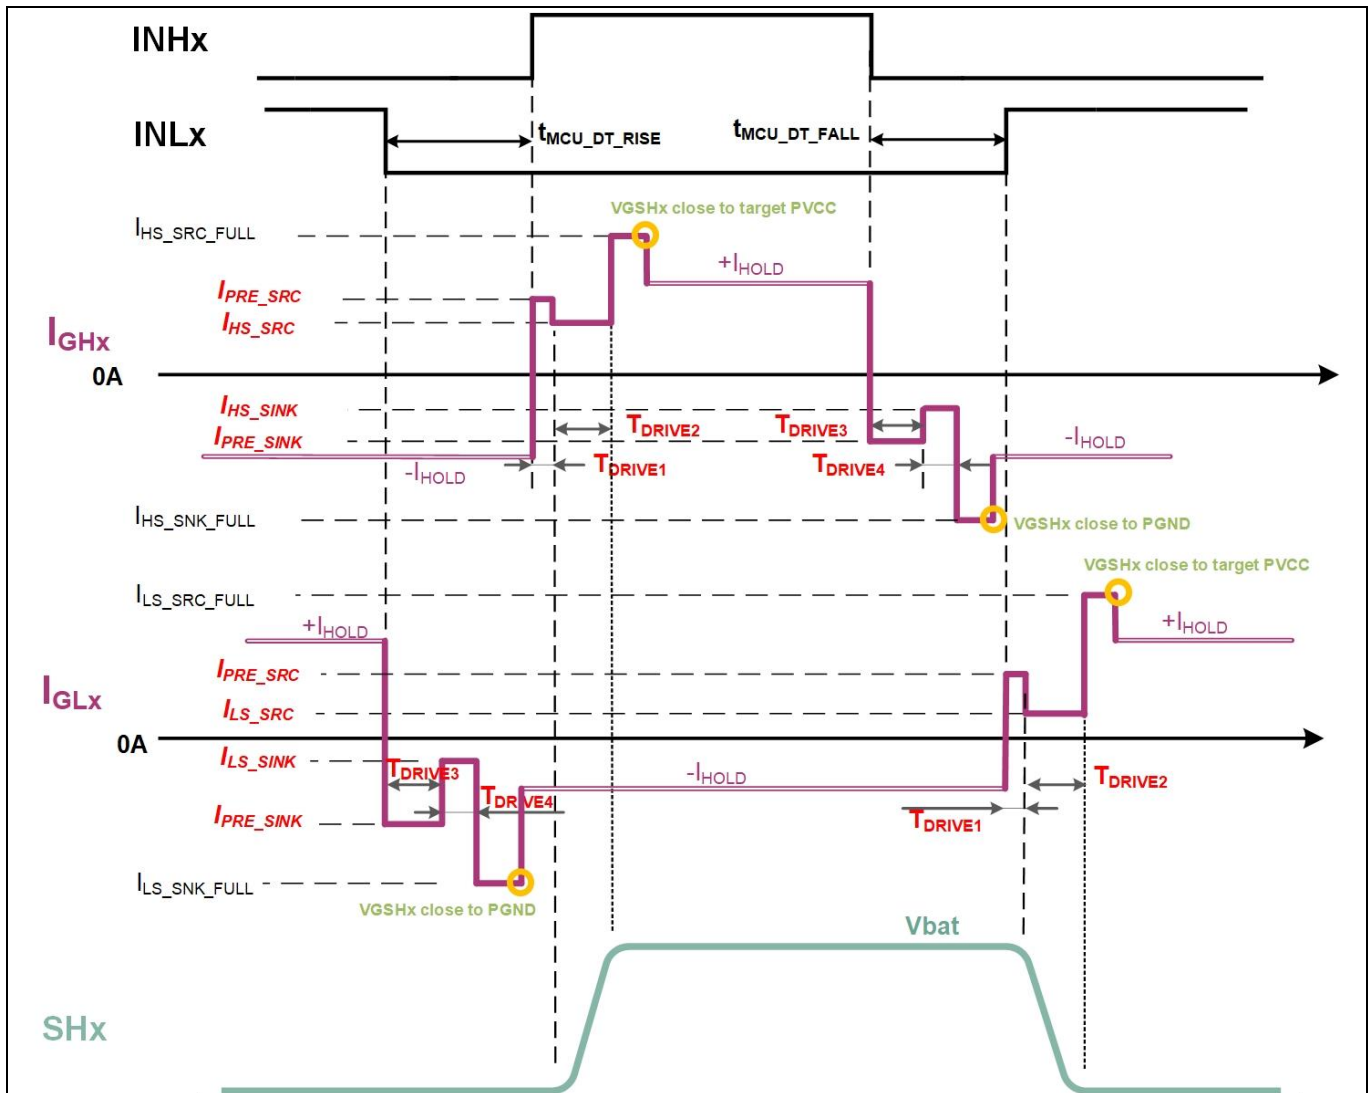 INHx
INLx
tMCU_DT_RISE
tMCU_DT_FALL
VGSHx close to target PVCC
IHS_SRC_FULL
+IHOLD
IPRE_SRC
IHS_SRC
IGHx
0A
IHS_SINK
IPRE_SINK
TDRIVE2
TDRIVE3
-IHOLD
-IHOLD
TDRIVE1
TDRIVE4
IHS_SNK_FULL
VGSHx close to PGND
VGSHx close to target PVCC
ILS_SRC_FULL
+IHOLD
+IHOLD
IPRE_SRC
IGLx
ILS_SRC
0A
ILS_SINK
TDRIVE3
-IHOLD
TDRIVE2
TDRIVE4
IPRE_SINK
TDRIVE1
ILS_SNK_FULL
VGSHx close to PGND
Vbat
SHx